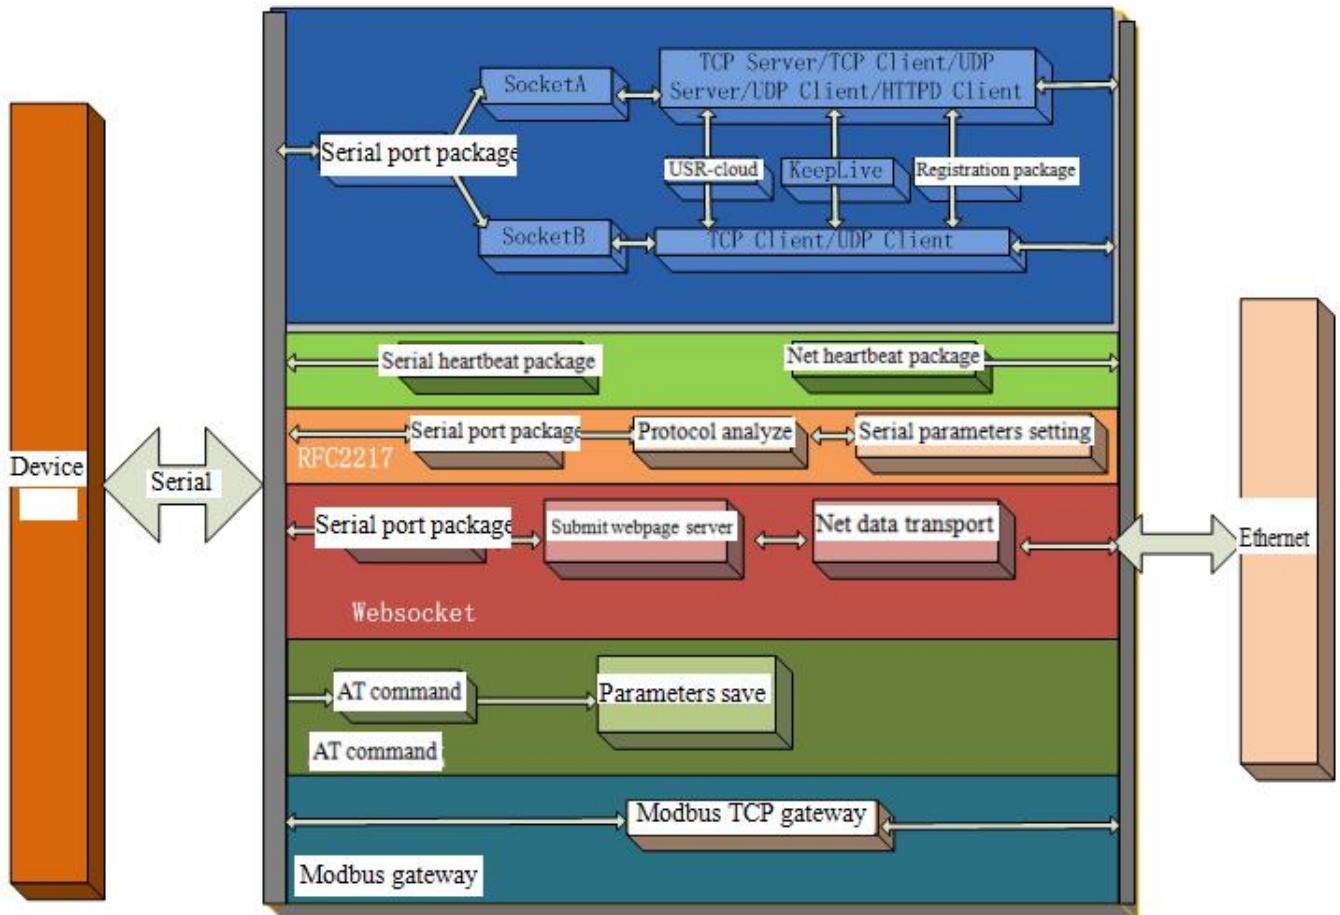 TCP Server/TCP Client/UDP
Server/UDP Client/HTTPD Client
SocketA
Serial port package
USR-cloud
KeepLive
Registration package
SocketB
TCP Client/UDP Client
Serial heartbeat package
Net heartbeat package
Serial port package
Protocol analyze
Serial parameters setting
RFC2217
Device
Serial
Serial port package
Submit webpage server
Net data transport
Ethernet
Websocket
AT command
Parameters save
AT command
Modbus TCP gateway
Modbus gateway